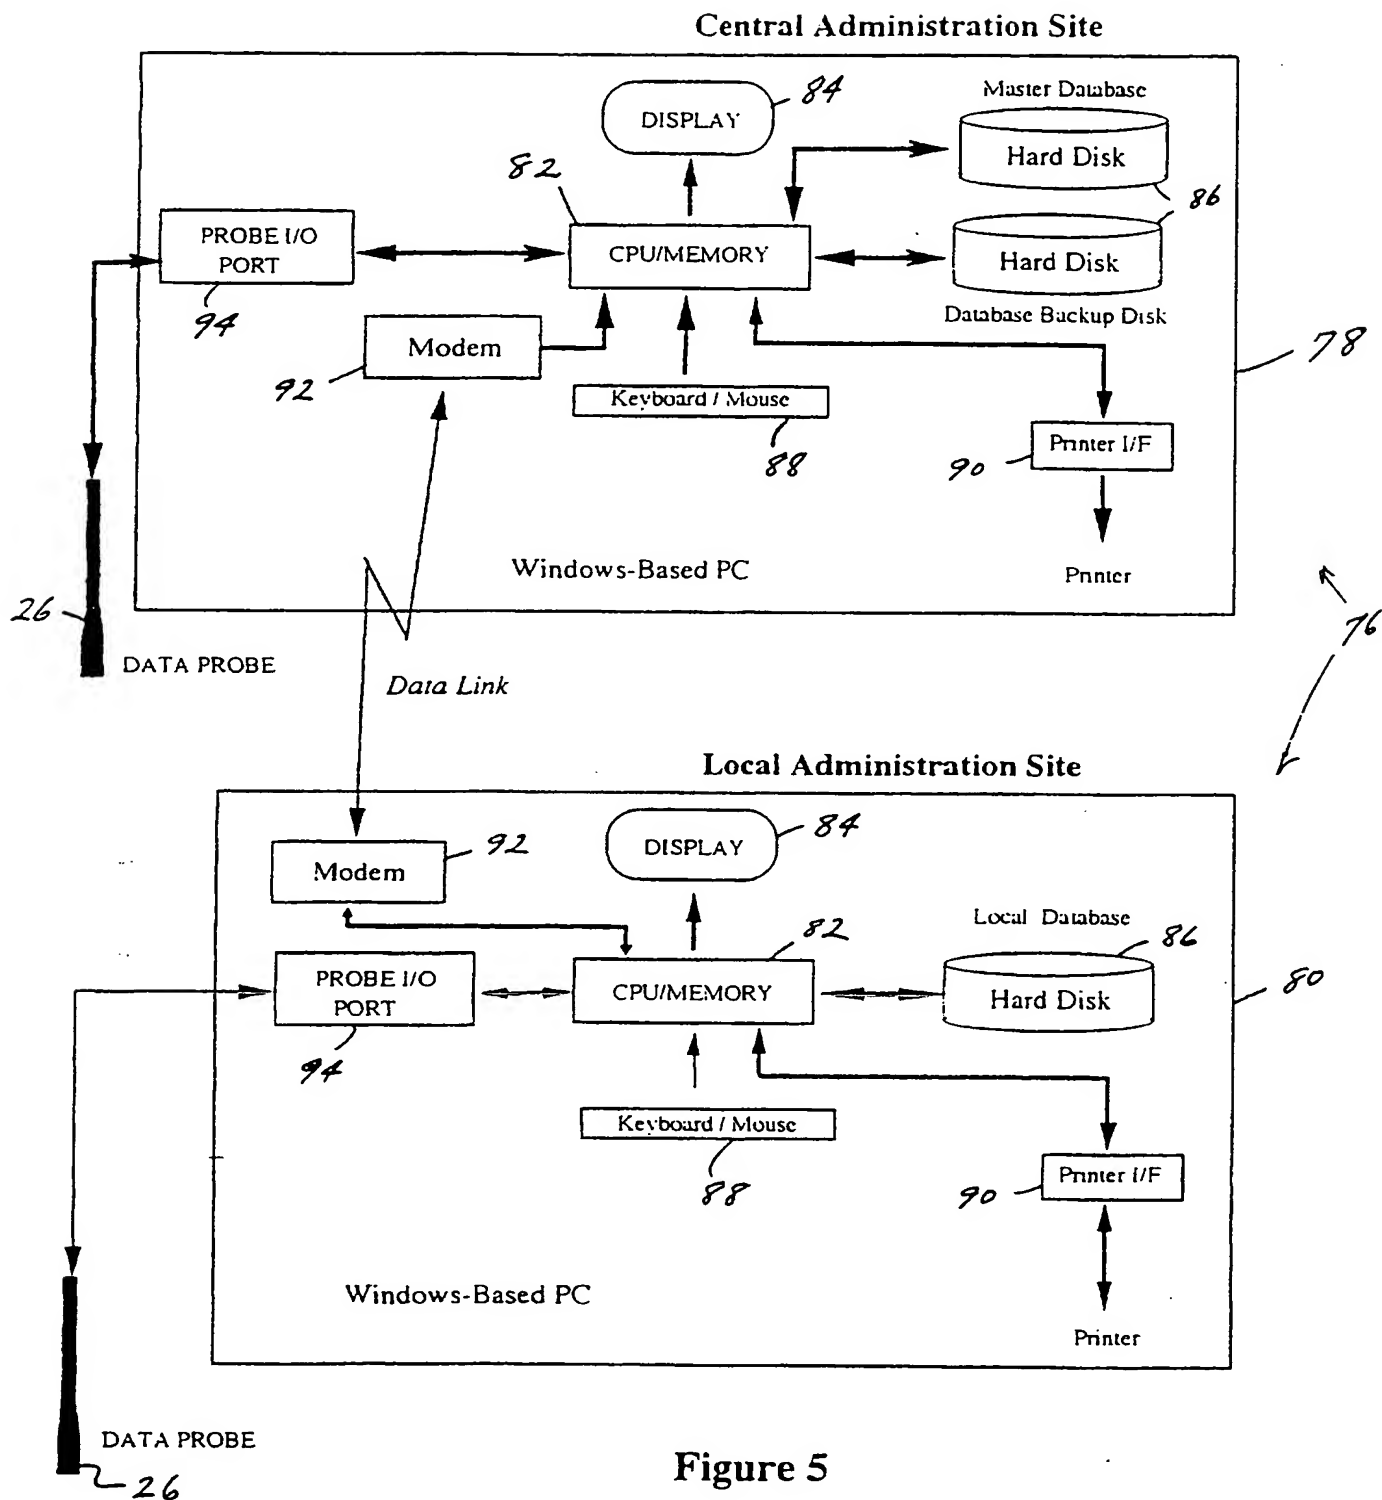 Central Administration Site
Master Database
84
DISPLAY
Hard Disk
82
86
PROBE I/O
PORT
CPU/MEMORY
Hard Disk
94
Database Backup Disk
Modem
78
92
Keyboard / Mouse
88
Printer I/F
90
Windows-Based PC
Printer
26
76
DATA PROBE
Data Link
Local Administration Site
84
92
DISPLAY
Modem
Local Database
82
86
PROBE I/O
PORT
CPU/MEMORY
Hard Disk
80
94
Keyboard / Mouse
88
Printer I/F
90
Windows-Based PC
Printer
DATA PROBE
26
Figure 5